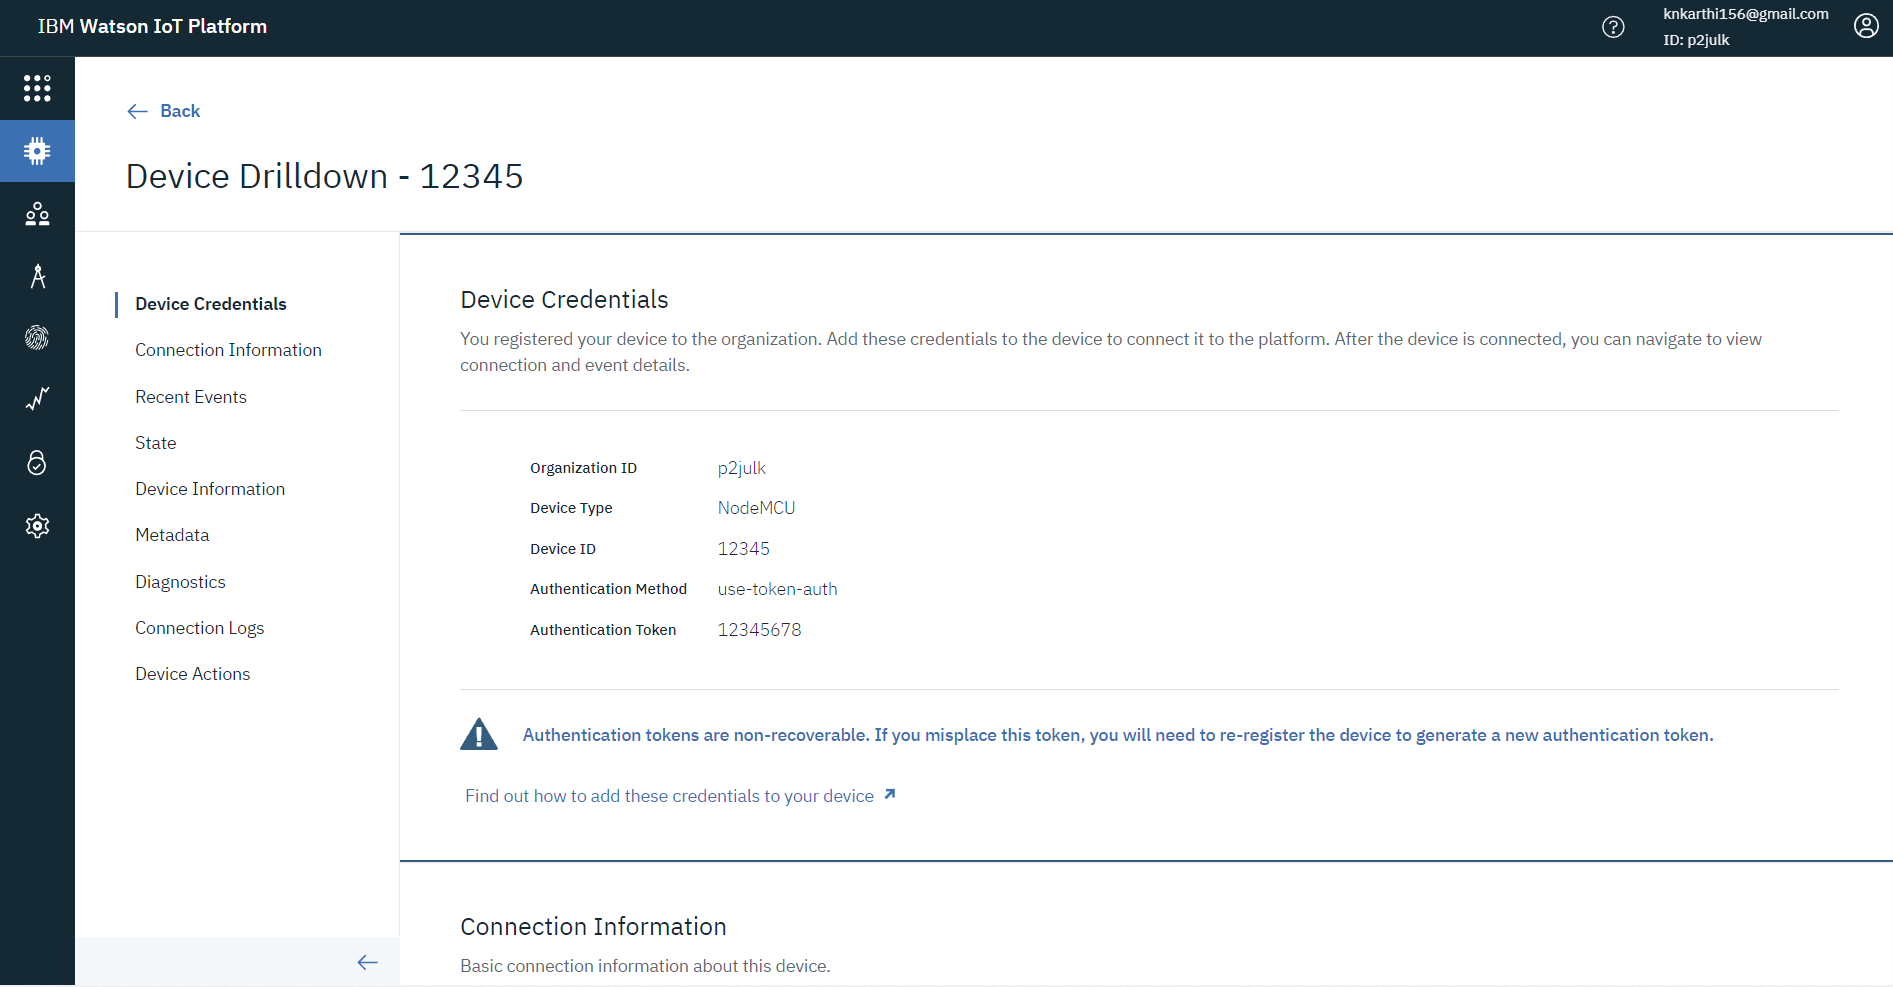 IBM Watson IoT Platform
knkarthi156@gmail.com
ID: p2julk
Back
Device Drilldown - 12345
Device Credentials
Connection Information
Recent Events
State
Device Information
Metadata
Diagnostics
Connection Logs
Device Actions
Device Credentials
You registered your device to the organization. Add these credentials to the device to connect it to the platform. After the device is connected, you can navigate to view
connection and event details.
Organization ID p2julk
Device Type NodeMCU
Device ID 12345
Authentication Method use-token-auth
Authentication Token 12345678
Authentication tokens are non-recoverable. If you misplace this token, you will need to re-register the device to generate a new authentication token.
Find out how to add these credentials to your device
Connection Information
Basic connection information about this device.